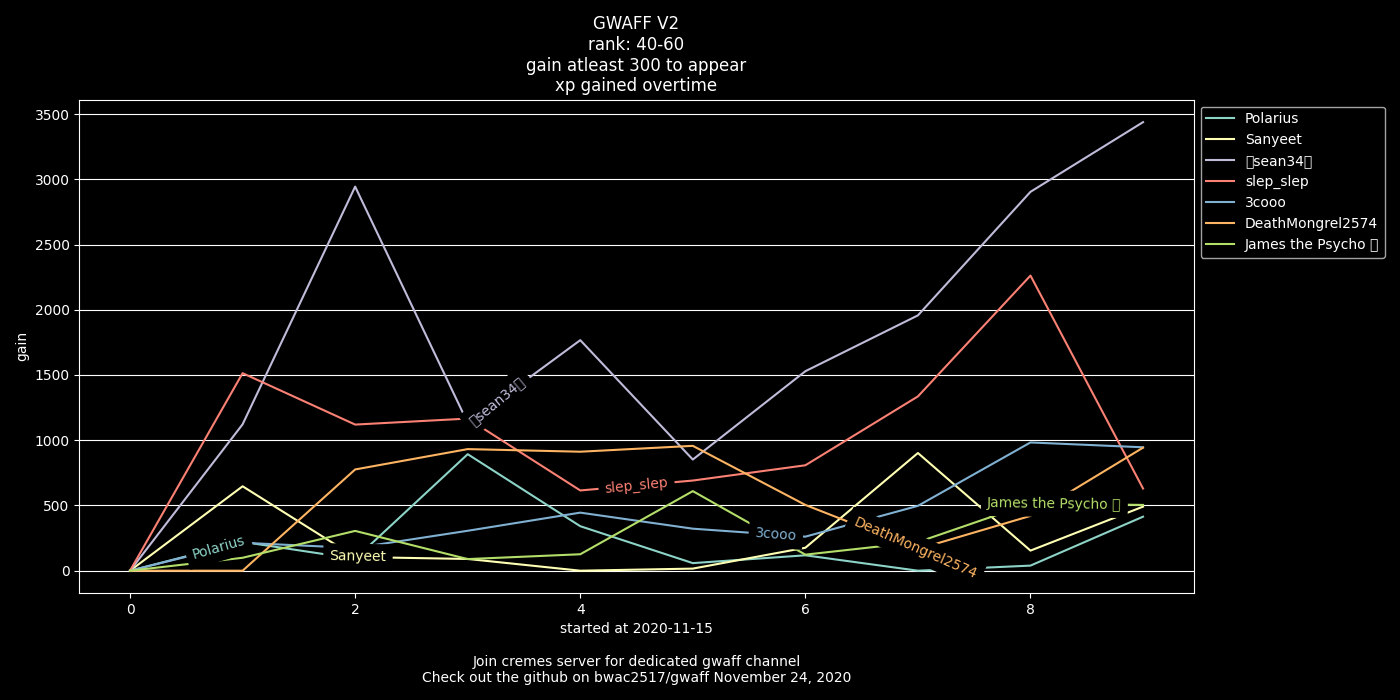 GWAFF V2
rank: 40-60
gain atleast 300 to appear
xp gained overtime
3500
3000
2500
2000
1500
1000
500
0
gain
0
2
4
6
8
started at 2020-11-15
Polarius
Sanyeet
sean34
slep_slep
3cooo
DeathMongrel2574
James the Psycho
Polarius
Sanyeet
sean34
slep_slep
3cooo
DeathMongrel2574
James the Psycho
Join cremes server for dedicated gwaff channel
Check out the github on bwac2517/gwaff November 24, 2020